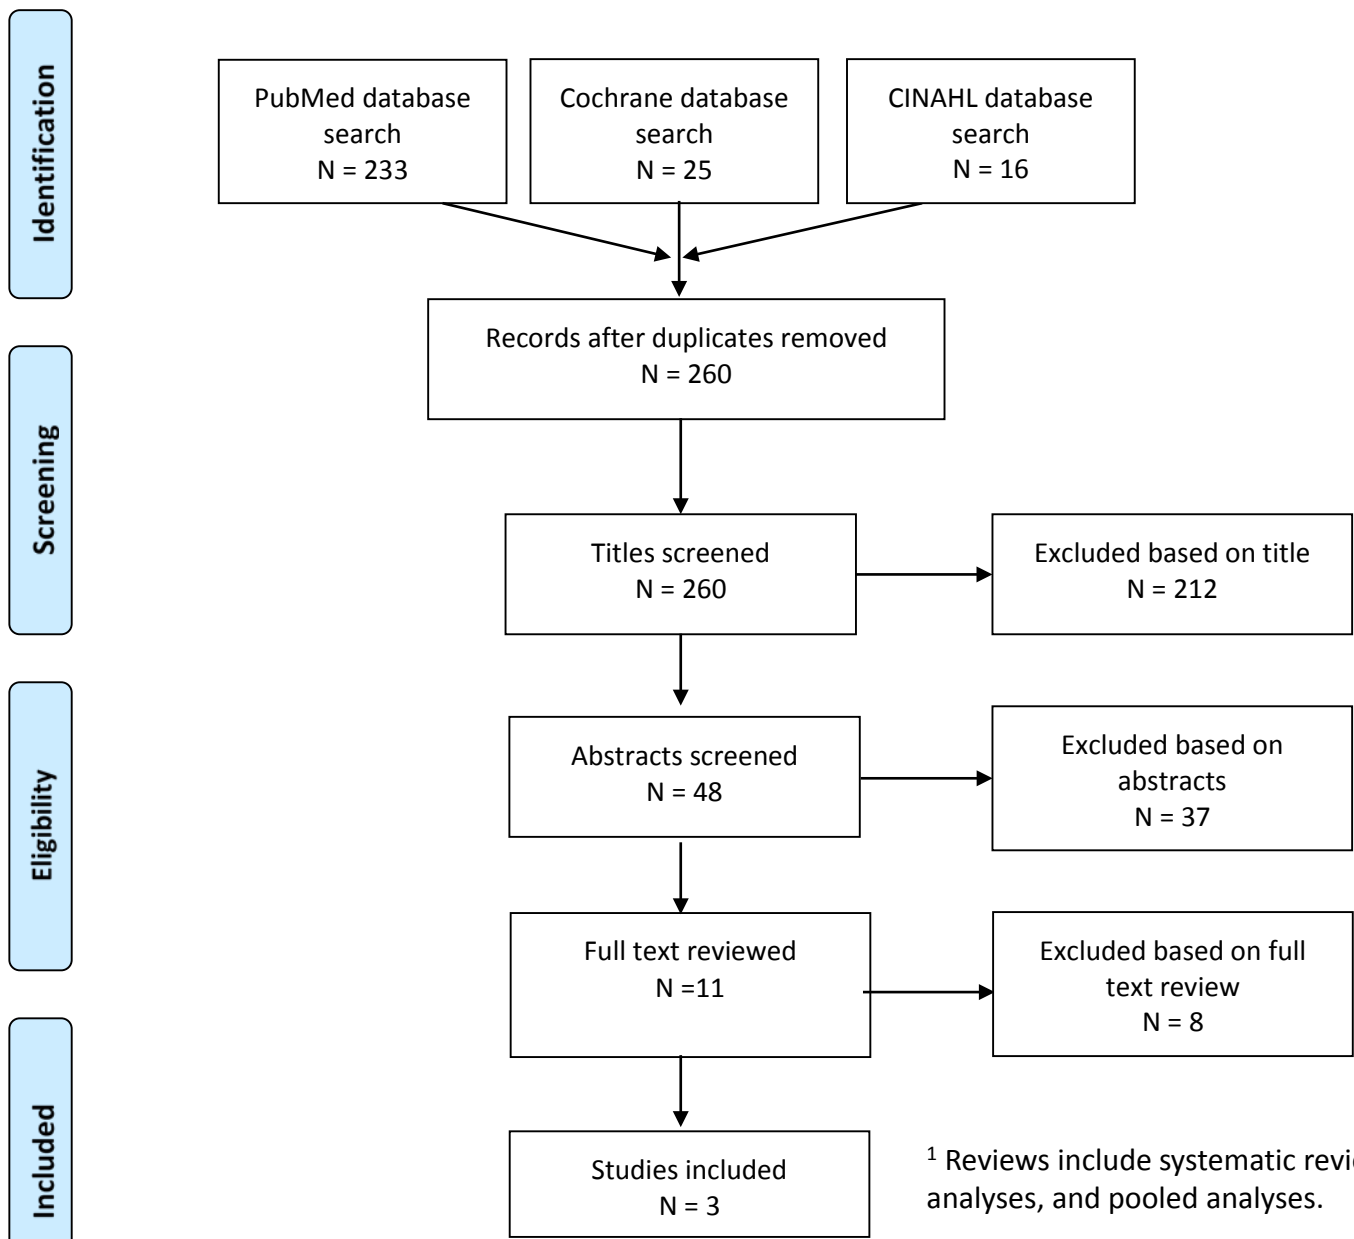 Identification
PubMed database
search
N = 233
Cochrane database
search
N = 25
CINAHL database
search
N = 16
Records after duplicates removed
N = 260
Screening
Titles screened
N = 260
Excluded based on title
N = 212
Eligibility
Abstracts screened
N = 48
Excluded based on
abstracts
N = 37
Full text reviewed
N =11
Excluded based on full
text review
N = 8
Included
Studies included
N = 3
¹ Reviews include systematic
analyses, and pooled analyses.